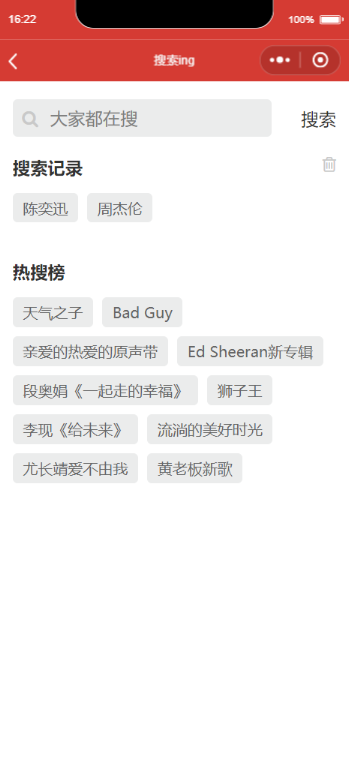 16:22 100%
搜索ing
大家都在搜 搜索
搜索记录
陈奕迅 周杰伦
热搜榜
天气之子 Bad Guy
亲爱的热爱的原声带 Ed Sheeran新专辑
段奥娟《一起走的幸福》 狮子王
李现《给未来》 流淌的美好时光
尤长靖爱不由我 黄老板新歌